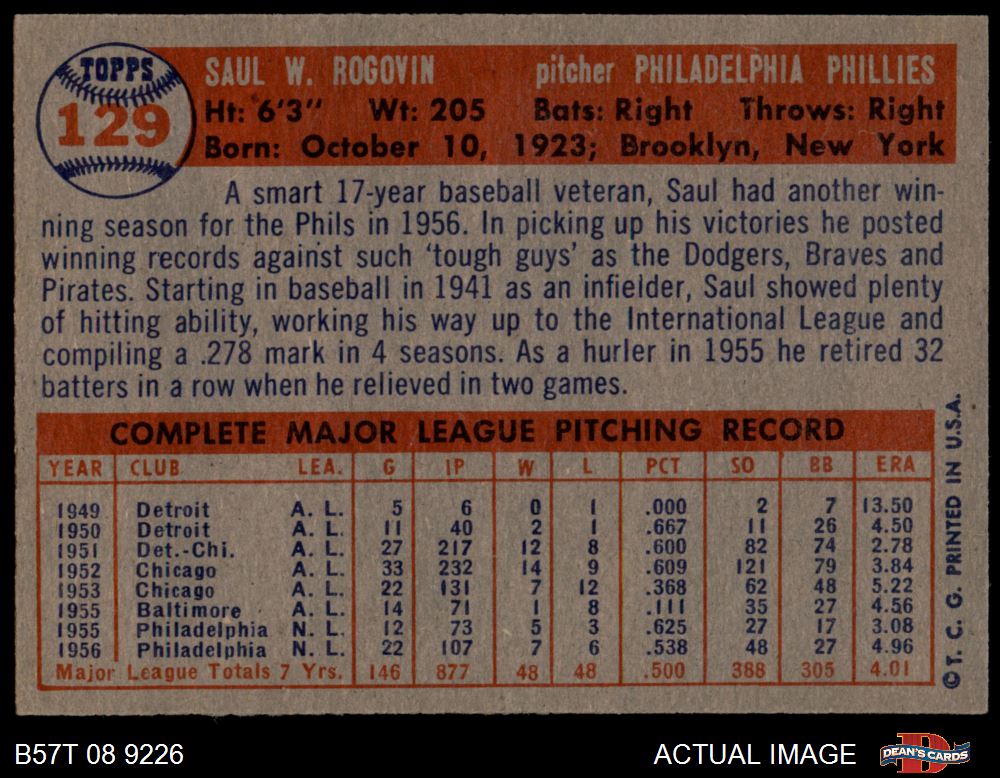 TOPPS
129
SAUL W. ROGOVIN pitcher PHILADELPHIA PHILLIES
Ht: 6'3" Wt: 205 Bats: Right Throws: Right
Born: October 10, 1923; Brooklyn, New York
A smart 17-year baseball veteran, Saul had another win-
ning season for the Phils in 1956. In picking up his victories he posted
winning records against such 'tough guys' as the Dodgers, Braves and
Pirates. Starting in baseball in 1941 as an infielder, Saul showed plenty
of hitting ability, working his way up to the International League and
compiling a .278 mark in 4 seasons. As a hurler in 1955 he retired 32
batters in a row when he relieved in two games.
COMPLETE MAJOR LEAGUE PITCHING RECORD
YEAR CLUB LEA. G IP W L PCT SO BB ERA
1949 Detroit A. L. 5 6 0 1 .000 2 7 13.50
1950 Detroit A. L. 11 40 2 1 .667 11 26 4.50
1951 Det.-Chi. A. L. 27 217 12 8 .600 82 74 2.78
1952 Chicago A. L. 33 232 14 9 .609 121 79 3.84
1953 Chicago A. L. 22 131 7 12 .368 62 48 5.22
1955 Baltimore A. L. 14 71 1 8 .111 35 27 4.56
1955 Philadelphia N. L. 12 73 5 3 .625 27 17 3.08
1956 Philadelphia N. L. 22 107 7 6 .538 48 27 4.96
Major League Totals 7 Yrs. 146 877 48 48 .500 388 305 4.01
© T. C. G. PRINTED IN U.S.A.
B57T 08 9226 ACTUAL IMAGE
DEAN'S CARDS